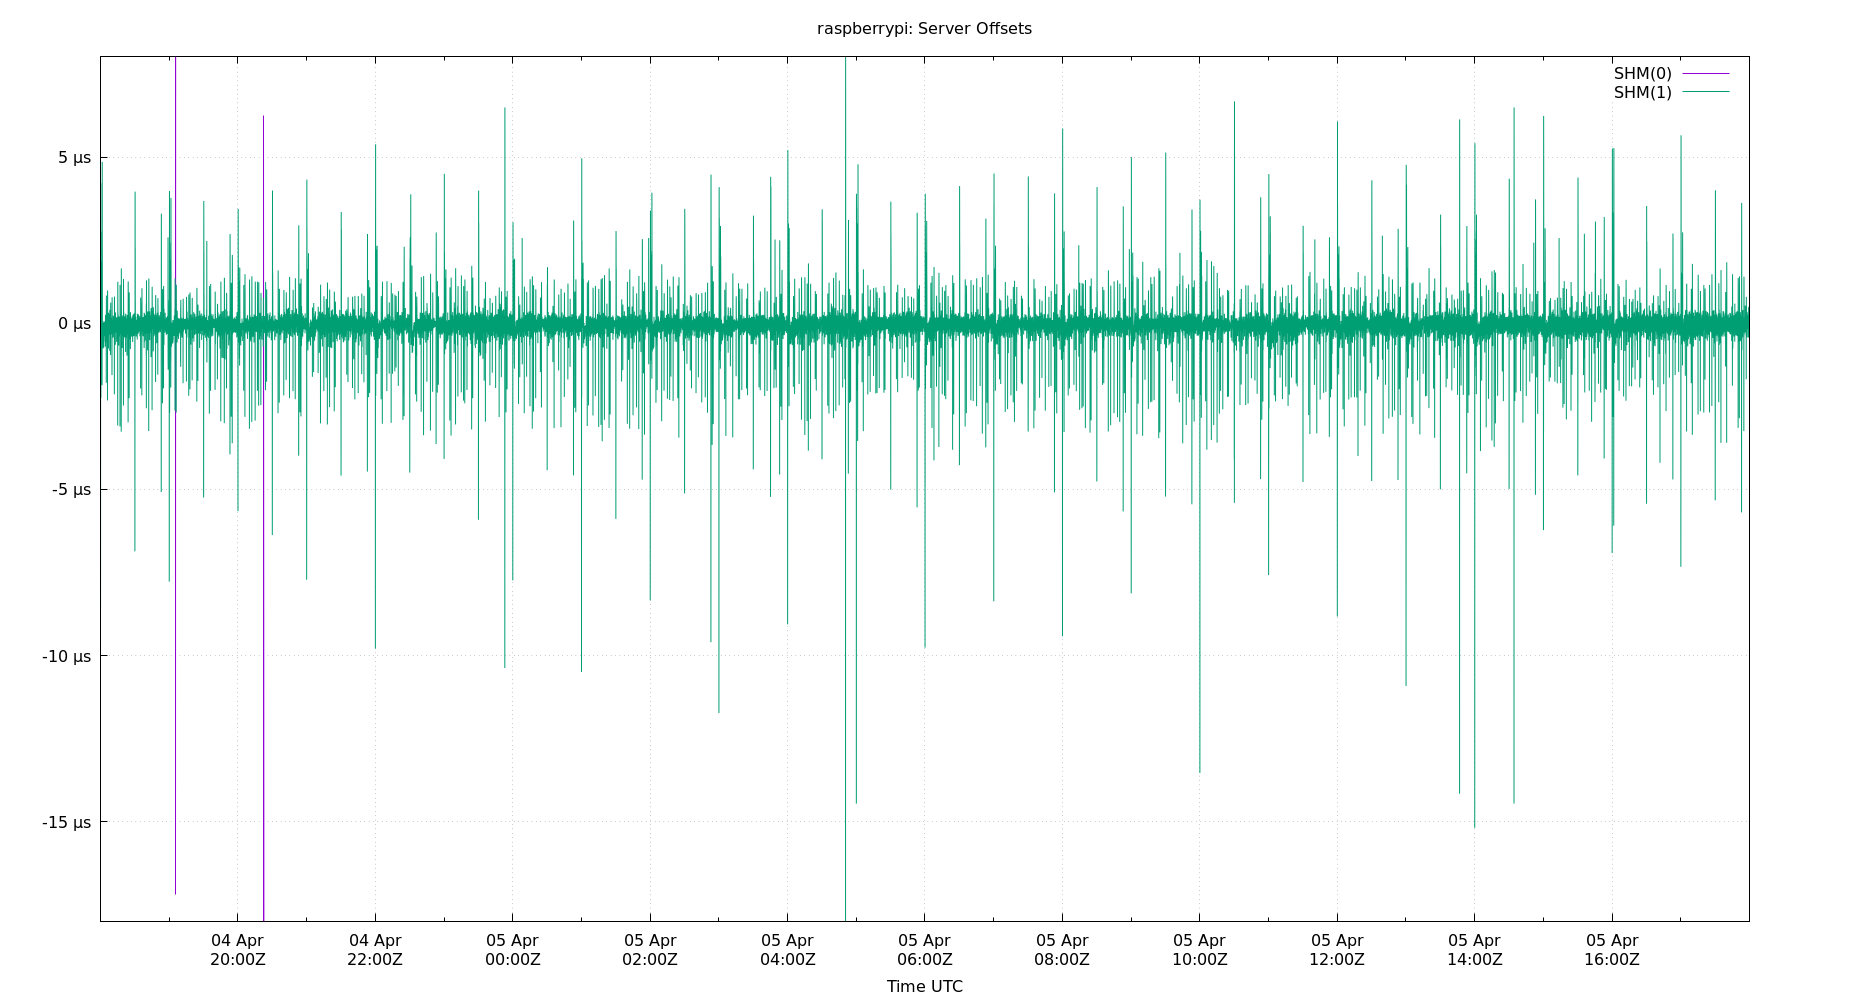 raspberrypi: Server Offsets
SHM(0)
SHM(1)
5 µs
0 µs
-5 µs
-10 µs
-15 µs
04 Apr
20:00Z
04 Apr
22:00Z
05 Apr
00:00Z
05 Apr
02:00Z
05 Apr
04:00Z
05 Apr
06:00Z
05 Apr
08:00Z
05 Apr
10:00Z
05 Apr
12:00Z
05 Apr
14:00Z
05 Apr
16:00Z
Time UTC